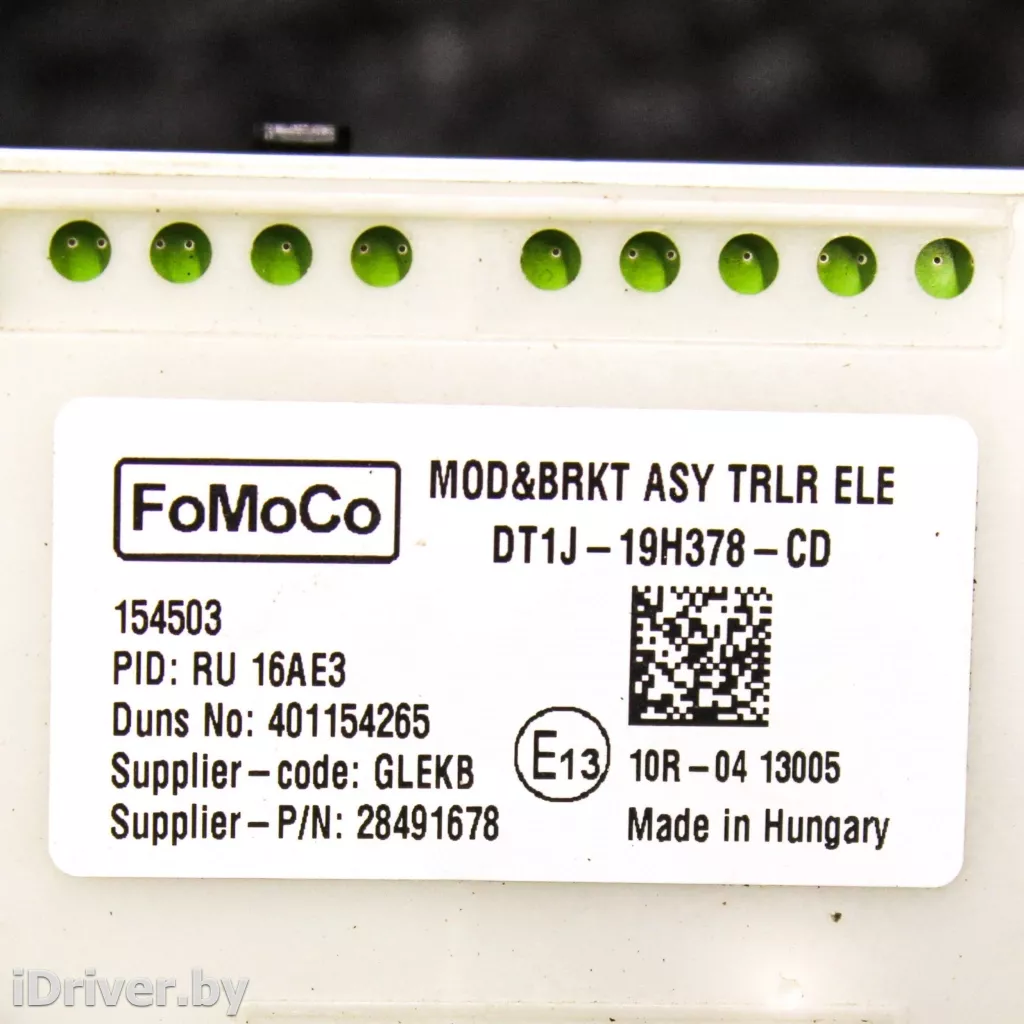 FoMoCo
MOD&BRKT ASY TRLR ELE
DT1J-19H378-CD
154503
PID: RU 16AE3
Duns No: 401154265
Supplier-code: GLEKB
Supplier-P/N: 28491678
E13
10R-04 13005
Made in Hungary
iDriver.by